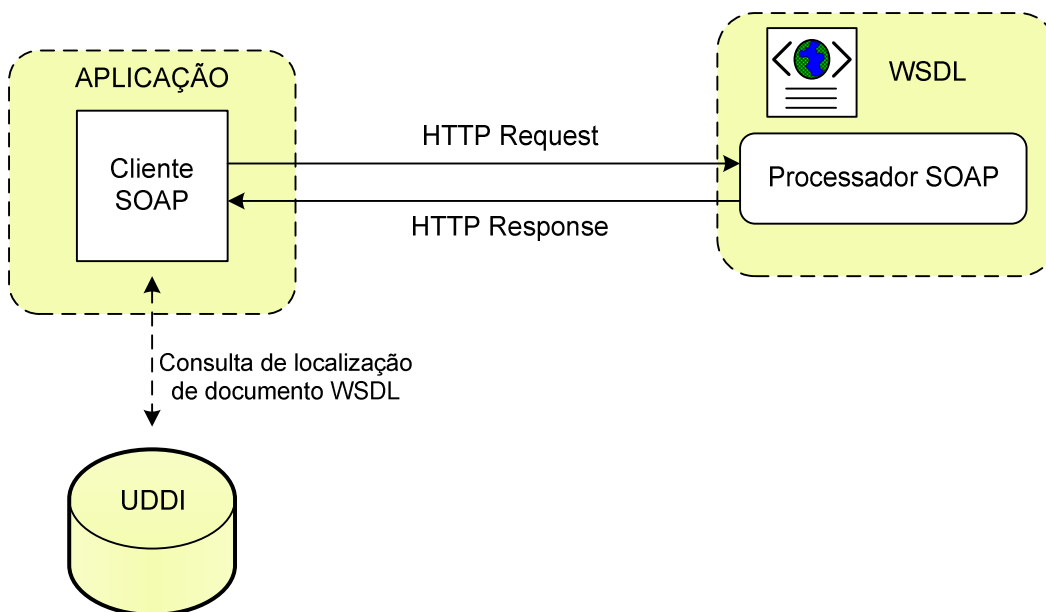 APLICAÇÃO
Cliente
SOAP
HTTP Request
HTTP Response
WSDL
Processador SOAP
Consulta de localização
de documento WSDL
UDDI